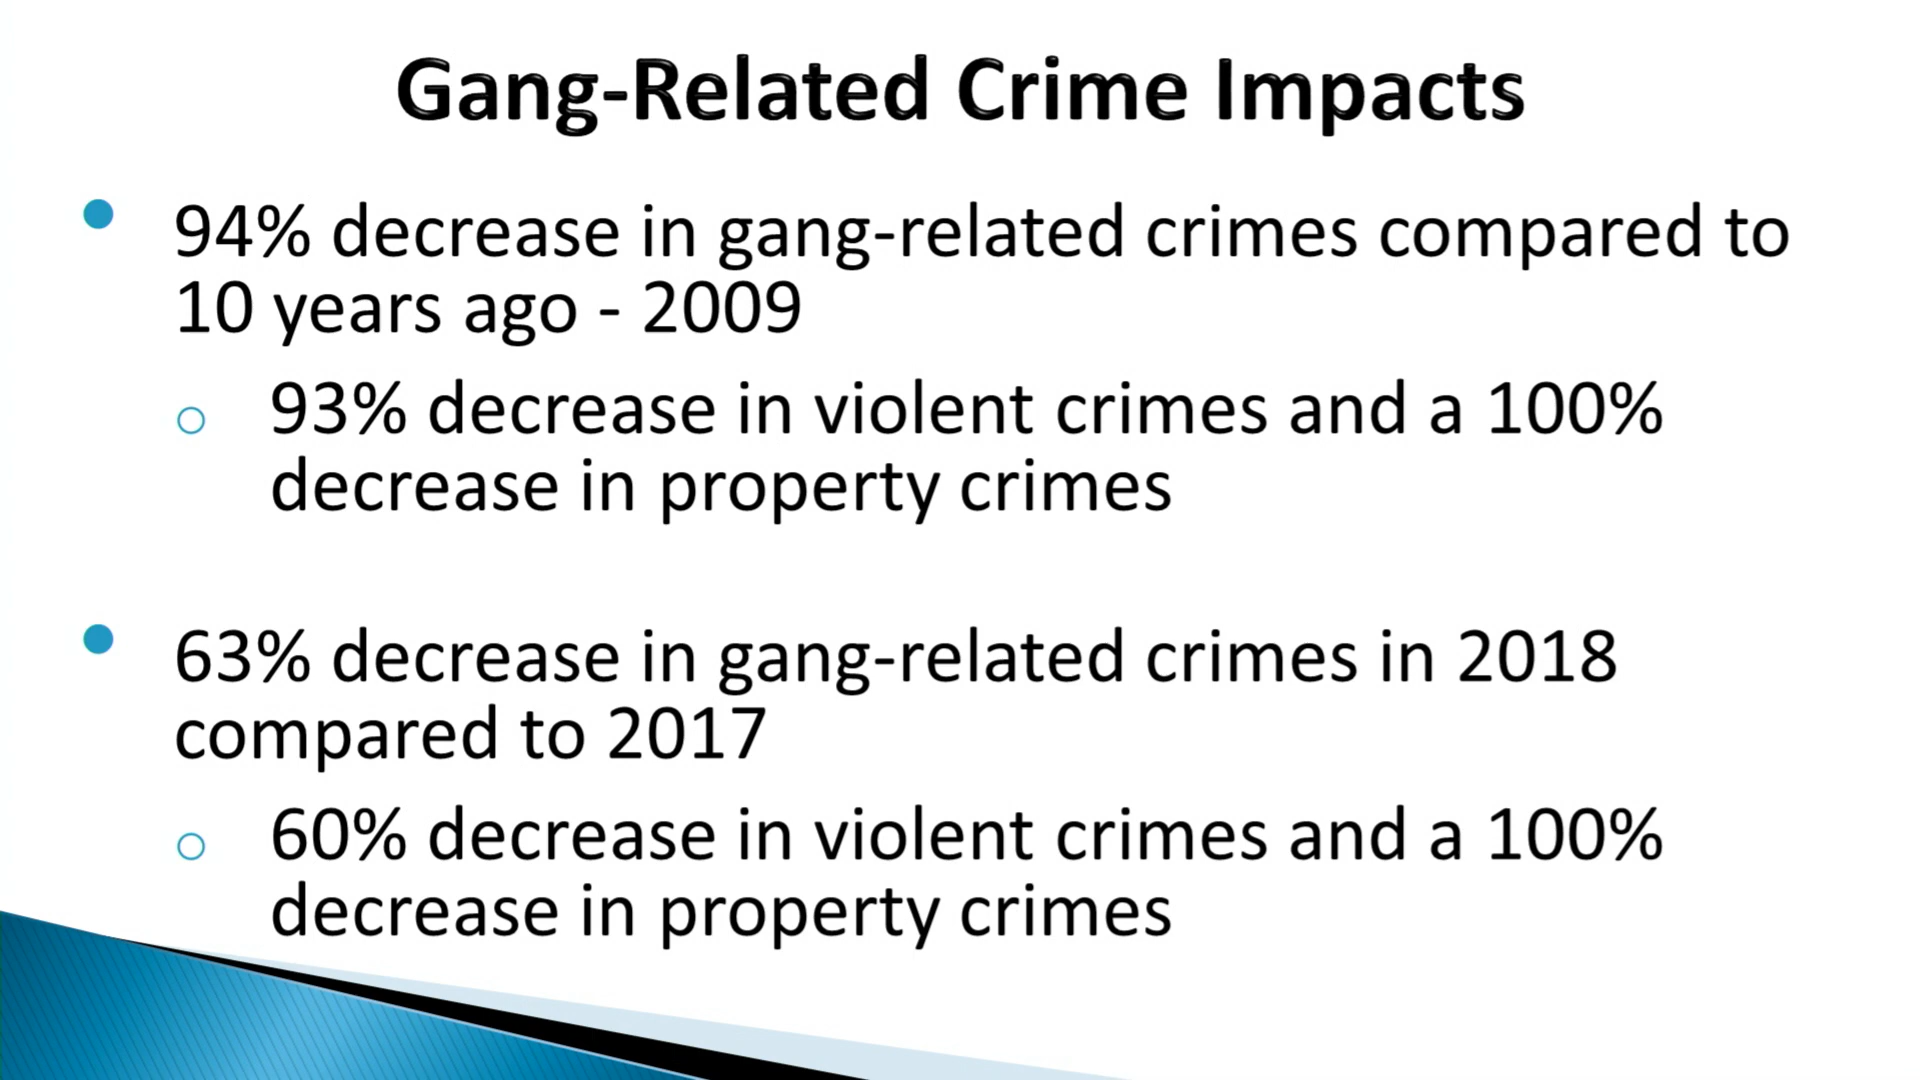 Gang-Related Crime Impacts
94% decrease in gang-related crimes compared to
10 years ago - 2009
93% decrease in violent crimes and a 100%
decrease in property crimes
63% decrease in gang-related crimes in 2018
compared to 2017
60% decrease in violent crimes and a 100%
decrease in property crimes